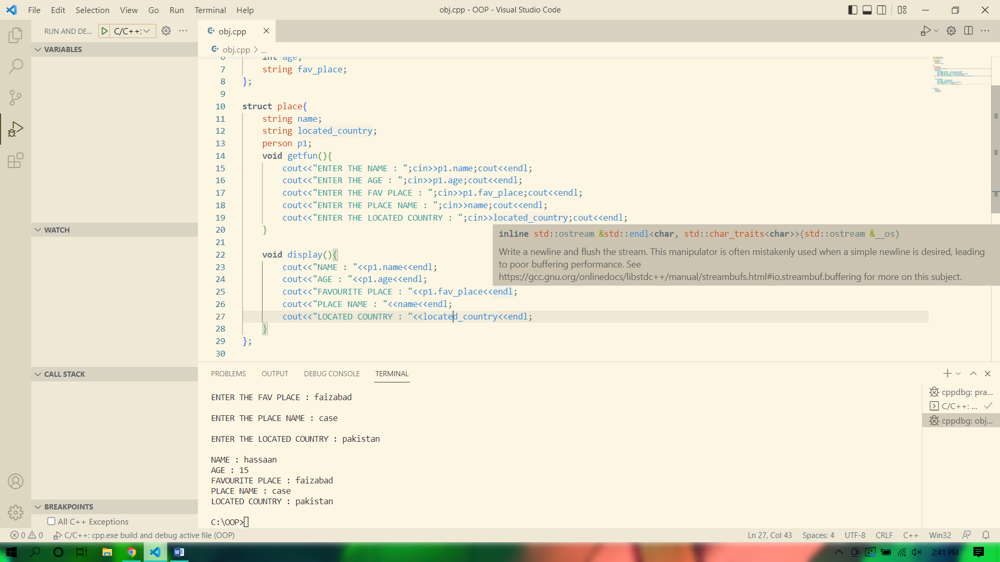 File Edit Selection View Go Run Terminal Help
obj.cpp - OOP - Visual Studio Code
RUN AND DE...
C/C++:
obj.cpp
obj.cpp > ...
VARIABLES
WATCH
CALL STACK
BREAKPOINTS
All C++ Exceptions
6 int age;
7 string fav_place;
8 };
9
10 struct place{
11 string name;
12 string located_country;
13 person p1;
14 void getfun(){
15 cout<<"ENTER THE NAME : ";cin>>p1.name;cout<<endl;
16 cout<<"ENTER THE AGE : ";cin>>p1.age;cout<<endl;
17 cout<<"ENTER THE FAV PLACE : ";cin>>p1.fav_place;cout<<endl;
18 cout<<"ENTER THE PLACE NAME : ";cin>>name;cout<<endl;
19 cout<<"ENTER THE LOCATED COUNTRY : ";cin>>located_country;cout<<endl;
20 }
21
22 void display(){
23 cout<<"NAME : "<<p1.name<<endl;
24 cout<<"AGE : "<<p1.age<<endl;
25 cout<<"FAVOURITE PLACE : "<<p1.fav_place<<endl;
26 cout<<"PLACE NAME : "<<name<<endl;
27 cout<<"LOCATED COUNTRY : "<<located_country<<endl;
28 }
29 };
30
inline std::ostream &std::endl<char, std::char_traits<char>>(std::ostream &__os)
Write a newline and flush the stream. This manipulator is often mistakenly used when a simple newline is desired, leading
to poor buffering performance. See
https://gcc.gnu.org/onlinedocs/libstdc++/manual/streambufs.html#io.streambuf.buffering for more on this subject.
PROBLEMS OUTPUT DEBUG CONSOLE TERMINAL
ENTER THE FAV PLACE : faizabad
ENTER THE PLACE NAME : case
ENTER THE LOCATED COUNTRY : pakistan
NAME : hassaan
AGE : 15
FAVOURITE PLACE : faizabad
PLACE NAME : case
LOCATED COUNTRY : pakistan
C:\OOP>
cppdbg: pra...
C/C++: ...
cppdbg: obj...
0 0 C/C++: cpp.exe build and debug active file (OOP)
Ln 27, Col 43 Spaces: 4 UTF-8 CRLF C++ Win32
2:41 PM